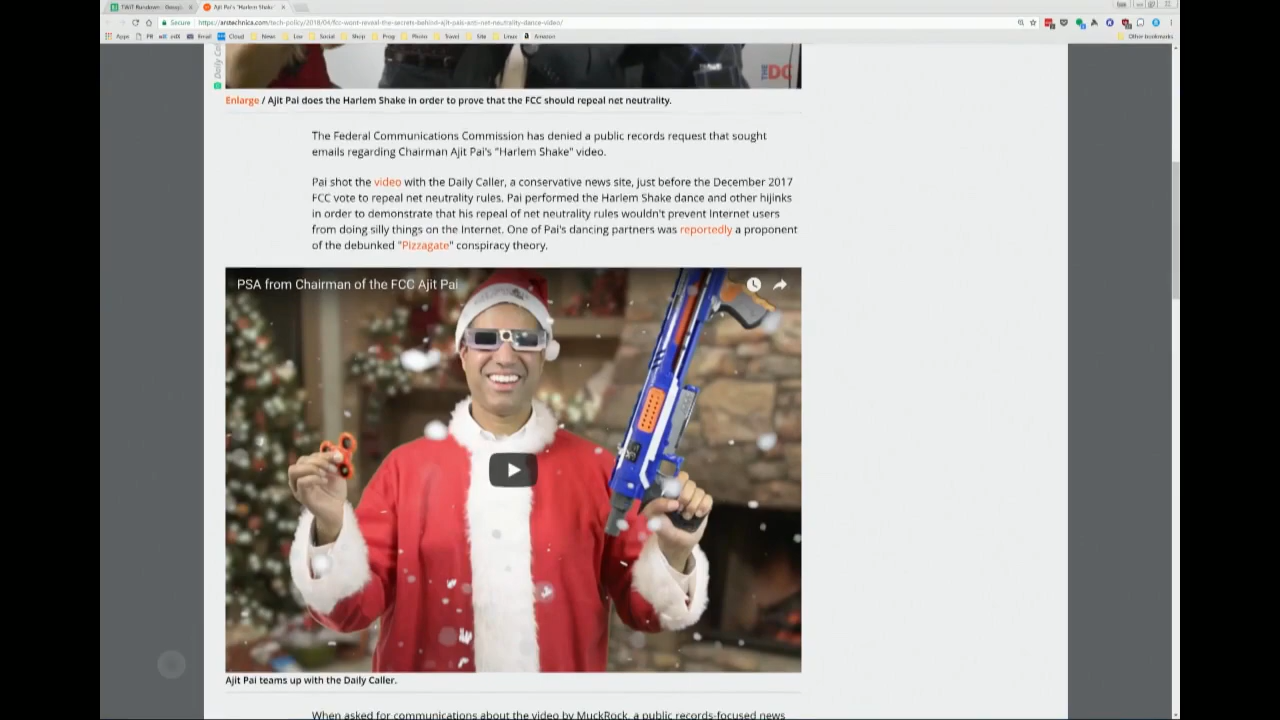 TWiT Rundown - Googl
Ajit Pai's "Harlem Shake"
Secure
https://arstechnica.com/tech-policy/2018/04/fcc-wont-reveal-the-secrets-behind-ajit-pais-anti-net-neutrality-dance-video/
Apps
Email
Cloud
News
Social
Shop
Prog
Travel
Site
Linux
Amazon
Other bookmarks
Daily Cal
THE DC
Enlarge / Ajit Pai does the Harlem Shake in order to prove that the FCC should repeal net neutrality.
The Federal Communications Commission has denied a public records request that sought
emails regarding Chairman Ajit Pai's "Harlem Shake" video.
Pai shot the video with the Daily Caller, a conservative news site, just before the December 2017
FCC vote to repeal net neutrality rules. Pai performed the Harlem Shake dance and other hijinks
in order to demonstrate that his repeal of net neutrality rules wouldn't prevent Internet users
from doing silly things on the Internet. One of Pai's dancing partners was reportedly a proponent
of the debunked "Pizzagate" conspiracy theory.
PSA from Chairman of the FCC Ajit Pai
Ajit Pai teams up with the Daily Caller.
When asked for communications about the video by MuckRock, a public records-focused news